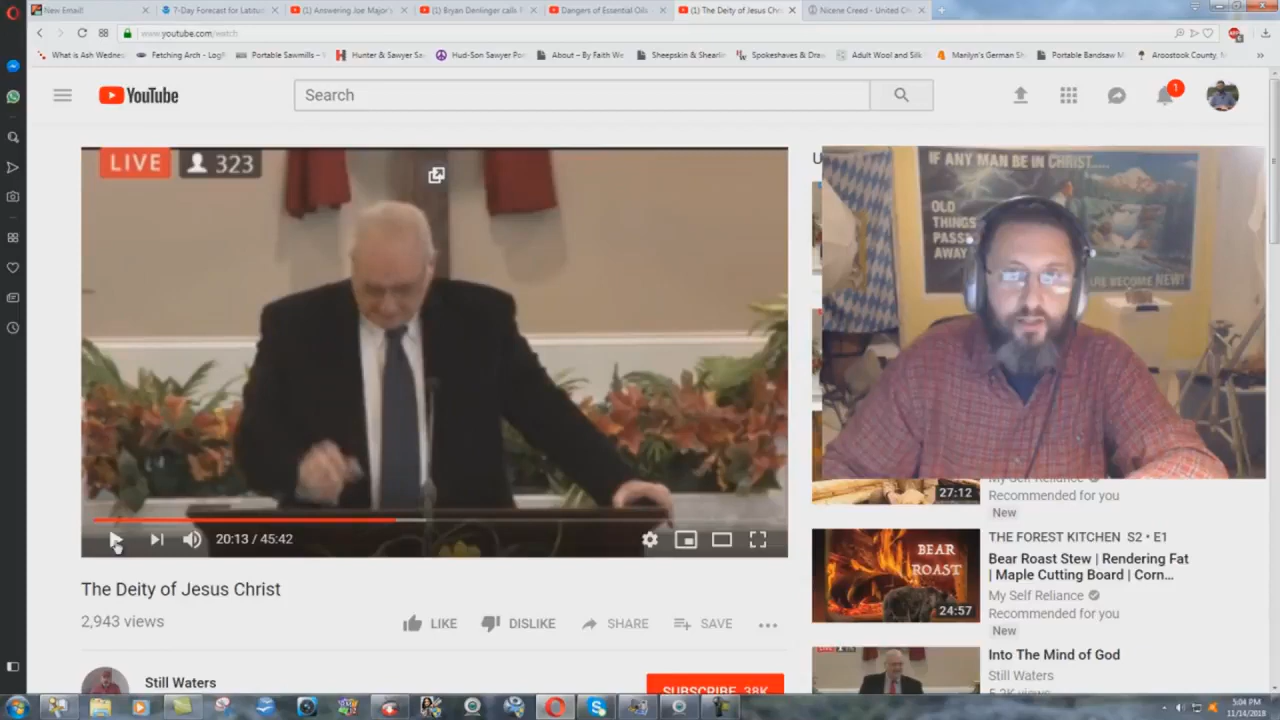 New Email!
7-Day Forecast for Latitu
(1) Answering Joe Major's
(1) Bryan Denlinger calls
Dangers of Essential Oils
(1) The Deity of Jesus Chris
Nicene Creed - United Ch
www.youtube.com/watch
What is Ash Wednes
Fetching Arch - Logi
Portable Sawmills –
Hunter & Sawyer Sa
Hud-Son Sawyer Po
About – By Faith We
Sheepskin & Shearlin
Spokeshaves & Draw
Adult Wool and Silk
Marilyn's German Sh
Portable Bandsaw M
Aroostook County,
YouTube
Search
1
LIVE 323
20:13 / 45:42
The Deity of Jesus Christ
2,943 views
LIKE
DISLIKE
SHARE
SAVE
Still Waters
SUBSCRIBE 38K
IF ANY MAN BE IN CHRIST....
OLD
THINGS
PASS
AWAY
BECOME NEW!
27:12
My Self Reliance
Recommended for you
New
BEAR
ROAST
24:57
THE FOREST KITCHEN S2 • E1
Bear Roast Stew | Rendering Fat
| Maple Cutting Board | Corn...
My Self Reliance
Recommended for you
New
Into The Mind of God
Still Waters
5:04 PM
11/14/2018